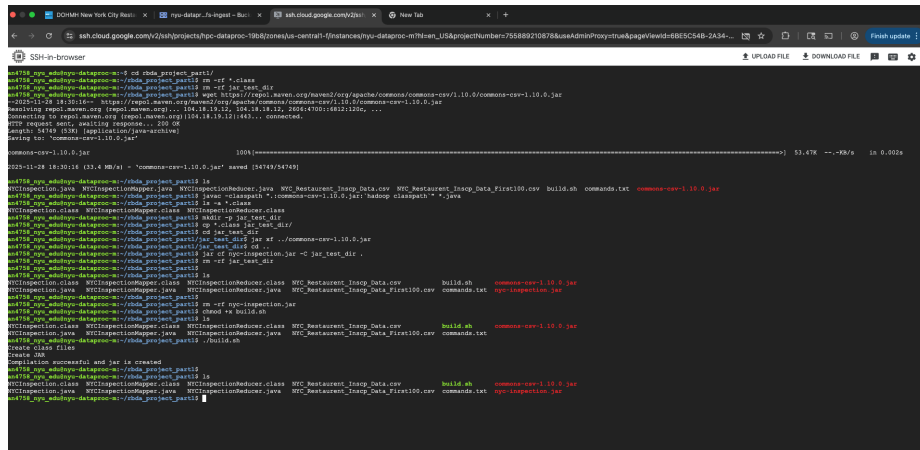 DOHMH New York City Resta
nyu-datapr...fs-ingest – Buck
ssh.cloud.google.com/v2/ssh
New Tab
ssh.cloud.google.com/v2/ssh/projects/hpc-dataproc-19b8/zones/us-central1-f/instances/nyu-dataproc-m?hl=en_US&projectNumber=755889210878&useAdminProxy=true&pageViewId=6BE5C54B-2A34-...
Finish update
SSH-in-browser
UPLOAD FILE
DOWNLOAD FILE
an4758_nyu_edu@nyu-dataproc-m:~$ cd rbda_project_part1/
an4758_nyu_edu@nyu-dataproc-m:~/rbda_project_part1$ rm -rf *.class
an4758_nyu_edu@nyu-dataproc-m:~/rbda_project_part1$ rm -rf jar_test_dir
an4758_nyu_edu@nyu-dataproc-m:~/rbda_project_part1$ wget https://repo1.maven.org/maven2/org/apache/commons/commons-csv/1.10.0/commons-csv-1.10.0.jar
--2025-11-28 18:30:16-- https://repo1.maven.org/maven2/org/apache/commons/commons-csv/1.10.0/commons-csv-1.10.0.jar
Resolving repo1.maven.org (repo1.maven.org)... 104.18.19.12, 104.18.18.12, 2606:4700::6812:120c, ...
Connecting to repo1.maven.org (repo1.maven.org)|104.18.19.12|:443... connected.
HTTP request sent, awaiting response... 200 OK
Length: 54749 (53K) [application/java-archive]
Saving to: ‘commons-csv-1.10.0.jar’
commons-csv-1.10.0.jar 100%[=====================================>] 53.47K --.-KB/s in 0.002s
2025-11-28 18:30:16 (33.4 MB/s) - ‘commons-csv-1.10.0.jar’ saved [54749/54749]
an4758_nyu_edu@nyu-dataproc-m:~/rbda_project_part1$ ls
NYCInspection.java NYCInspectionMapper.java NYCInspectionReducer.java NYC_Restaurent_Inscp_Data.csv NYC_Restaurent_Inscp_Data_First100.csv build.sh commands.txt commons-csv-1.10.0.jar
an4758_nyu_edu@nyu-dataproc-m:~/rbda_project_part1$ javac -classpath ".:commons-csv-1.10.0.jar:`hadoop classpath`" *.java
an4758_nyu_edu@nyu-dataproc-m:~/rbda_project_part1$ ls -a *.class
NYCInspection.class NYCInspectionMapper.class NYCInspectionReducer.class
an4758_nyu_edu@nyu-dataproc-m:~/rbda_project_part1$ mkdir -p jar_test_dir
an4758_nyu_edu@nyu-dataproc-m:~/rbda_project_part1$ cp *.class jar_test_dir/
an4758_nyu_edu@nyu-dataproc-m:~/rbda_project_part1$ cd jar_test_dir
an4758_nyu_edu@nyu-dataproc-m:~/rbda_project_part1/jar_test_dir$ jar xf ../commons-csv-1.10.0.jar
an4758_nyu_edu@nyu-dataproc-m:~/rbda_project_part1/jar_test_dir$ cd ..
an4758_nyu_edu@nyu-dataproc-m:~/rbda_project_part1$ jar cf nyc-inspection.jar -C jar_test_dir .
an4758_nyu_edu@nyu-dataproc-m:~/rbda_project_part1$ rm -rf jar_test_dir
an4758_nyu_edu@nyu-dataproc-m:~/rbda_project_part1$
an4758_nyu_edu@nyu-dataproc-m:~/rbda_project_part1$ ls
NYCInspection.class NYCInspectionMapper.class NYCInspectionReducer.class NYC_Restaurent_Inscp_Data.csv build.sh commons-csv-1.10.0.jar
NYCInspection.java NYCInspectionMapper.java NYCInspectionReducer.java NYC_Restaurent_Inscp_Data_First100.csv commands.txt nyc-inspection.jar
an4758_nyu_edu@nyu-dataproc-m:~/rbda_project_part1$
an4758_nyu_edu@nyu-dataproc-m:~/rbda_project_part1$ rm -rf nyc-inspection.jar
an4758_nyu_edu@nyu-dataproc-m:~/rbda_project_part1$ chmod +x build.sh
an4758_nyu_edu@nyu-dataproc-m:~/rbda_project_part1$ ls
NYCInspection.class NYCInspectionMapper.class NYCInspectionReducer.class NYC_Restaurent_Inscp_Data.csv build.sh commons-csv-1.10.0.jar
NYCInspection.java NYCInspectionMapper.java NYCInspectionReducer.java NYC_Restaurent_Inscp_Data_First100.csv commands.txt
an4758_nyu_edu@nyu-dataproc-m:~/rbda_project_part1$ ./build.sh
Create class files
Create JAR
Compilation successful and jar is created
an4758_nyu_edu@nyu-dataproc-m:~/rbda_project_part1$
an4758_nyu_edu@nyu-dataproc-m:~/rbda_project_part1$ ls
NYCInspection.class NYCInspectionMapper.class NYCInspectionReducer.class NYC_Restaurent_Inscp_Data.csv build.sh commons-csv-1.10.0.jar
NYCInspection.java NYCInspectionMapper.java NYCInspectionReducer.java NYC_Restaurent_Inscp_Data_First100.csv commands.txt nyc-inspection.jar
an4758_nyu_edu@nyu-dataproc-m:~/rbda_project_part1$